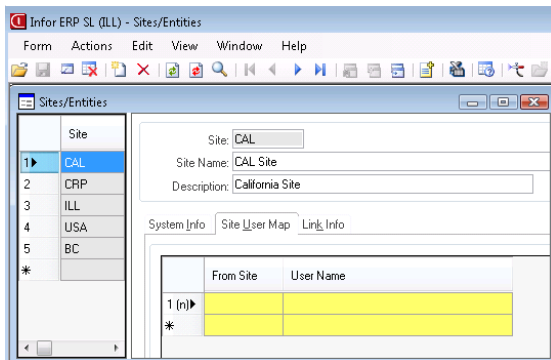 Infor ERP SL (ILL) - Sites/Entities
Form Actions Edit View Window Help
Sites/Entities
Site
1 CAL
2 CRP
3 ILL
4 USA
5 BC
*
Site: CAL
Site Name: CAL Site
Description: California Site
System Info Site User Map Link Info
From Site User Name
1 (n)
*